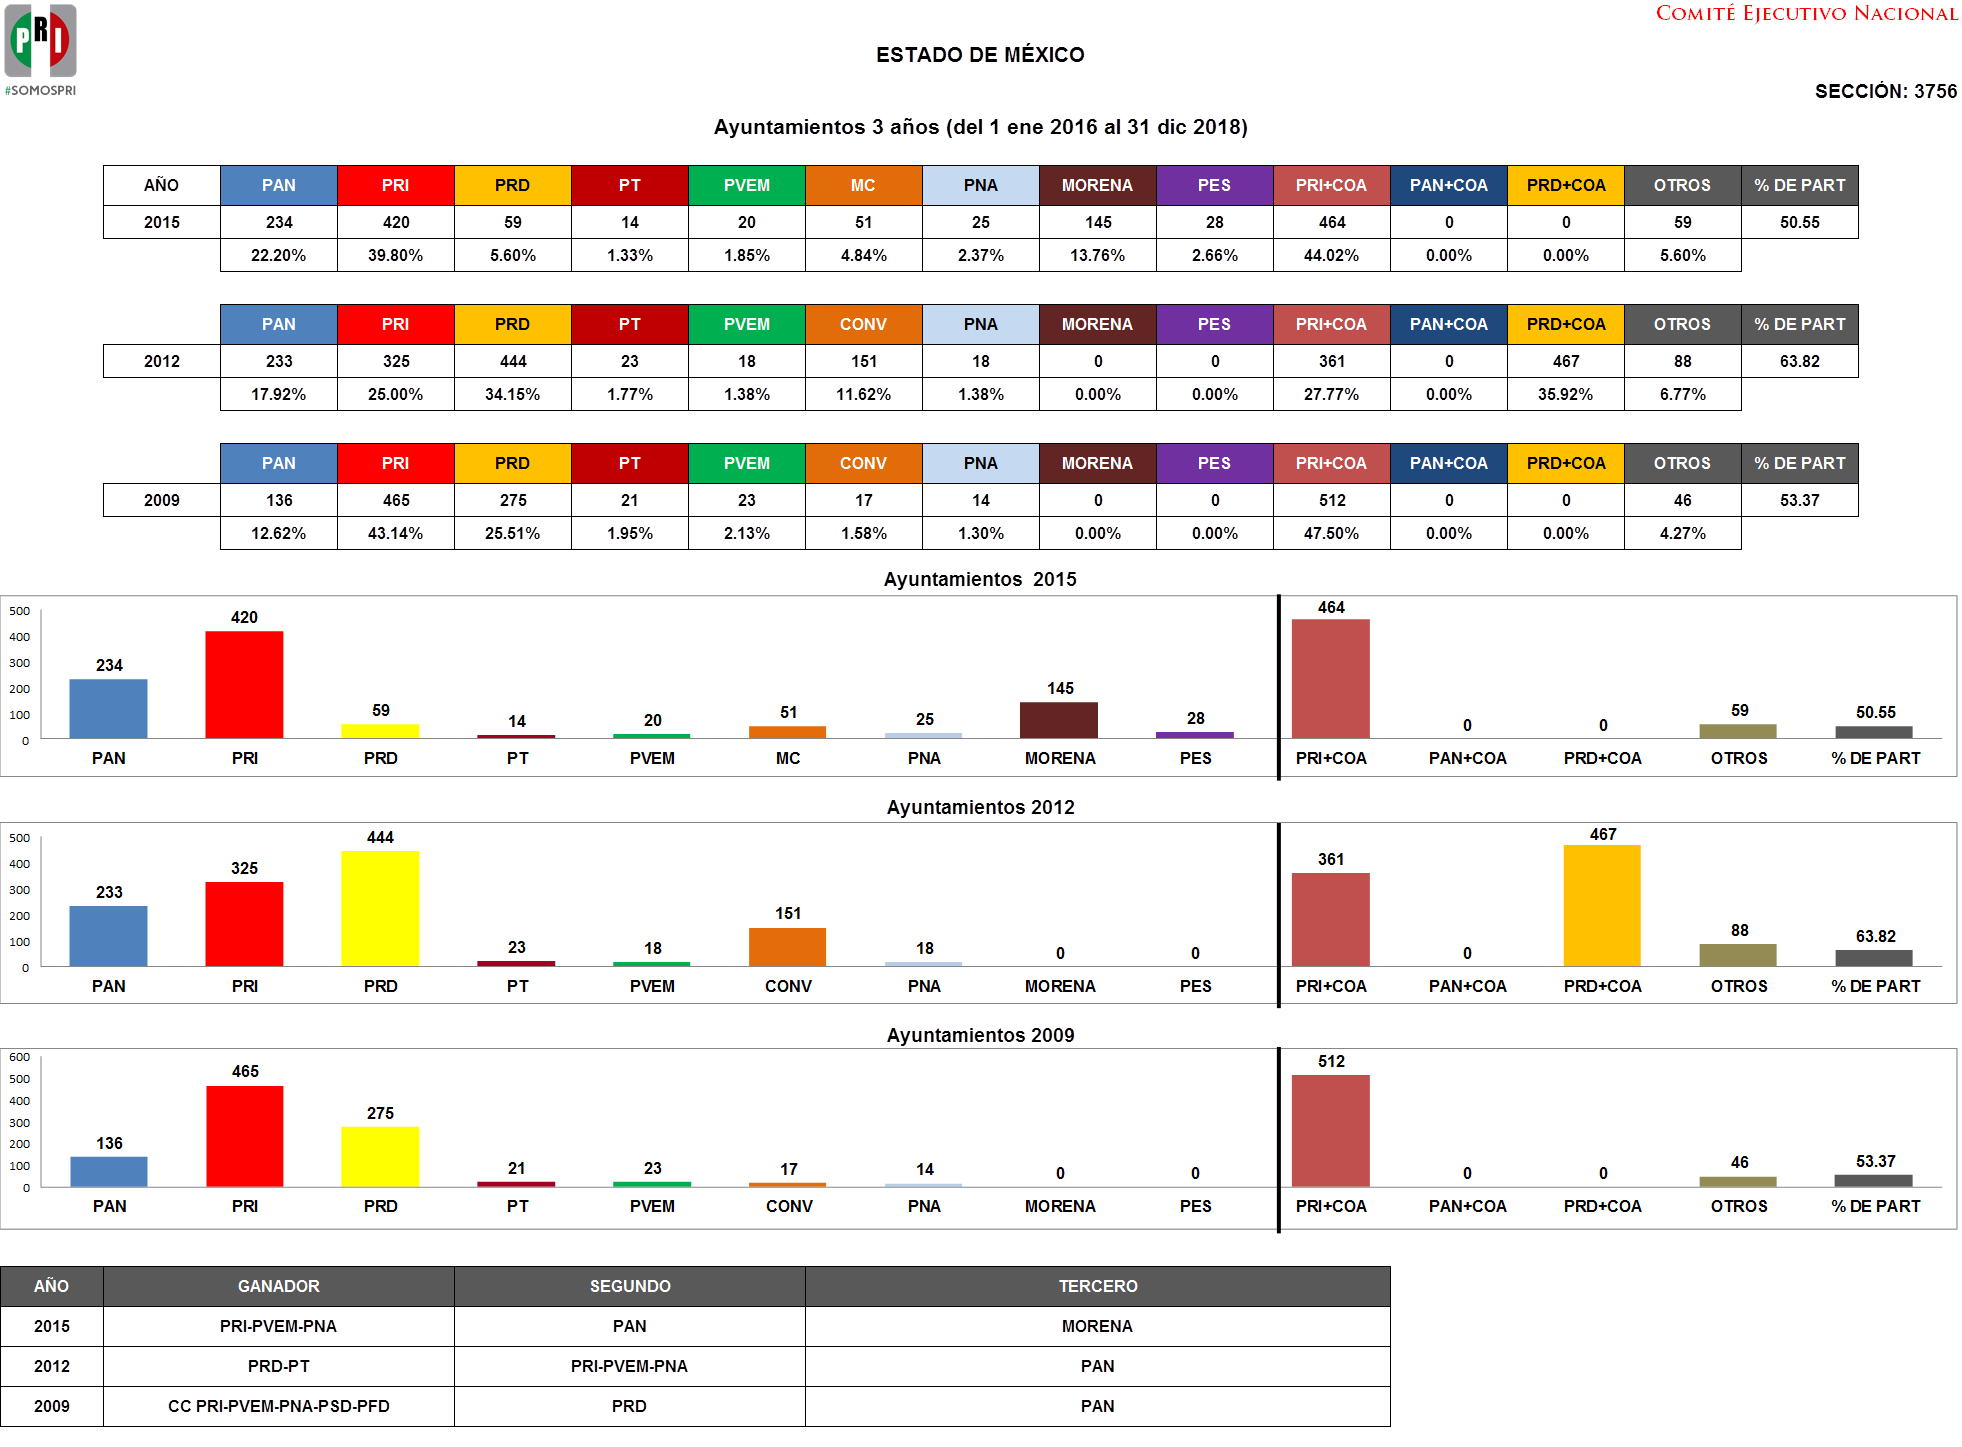 PRI
#SOMOSPRI
COMITÉ EJECUTIVO NACIONAL
ESTADO DE MÉXICO
SECCIÓN: 3756
Ayuntamientos 3 años (del 1 ene 2016 al 31 dic 2018)
AÑO PAN PRI PRD PT PVEM MC PNA MORENA PES PRI+COA PAN+COA PRD+COA OTROS % DE PART
2015 234 420 59 14 20 51 25 145 28 464 0 0 59 50.55
22.20% 39.80% 5.60% 1.33% 1.85% 4.84% 2.37% 13.76% 2.66% 44.02% 0.00% 0.00% 5.60%
PAN PRI PRD PT PVEM CONV PNA MORENA PES PRI+COA PAN+COA PRD+COA OTROS % DE PART
2012 233 325 444 23 18 151 18 0 0 361 0 467 88 63.82
17.92% 25.00% 34.15% 1.77% 1.38% 11.62% 1.38% 0.00% 0.00% 27.77% 0.00% 35.92% 6.77%
PAN PRI PRD PT PVEM CONV PNA MORENA PES PRI+COA PAN+COA PRD+COA OTROS % DE PART
2009 136 465 275 21 23 17 14 0 0 512 0 0 46 53.37
12.62% 43.14% 25.51% 1.95% 2.13% 1.58% 1.30% 0.00% 0.00% 47.50% 0.00% 0.00% 4.27%
Ayuntamientos 2015
500
400
300
200
100
0
234 420 59 14 20 51 25 145 28 464 0 0 59 50.55
PAN PRI PRD PT PVEM MC PNA MORENA PES PRI+COA PAN+COA PRD+COA OTROS % DE PART
Ayuntamientos 2012
500
400
300
200
100
0
233 325 444 23 18 151 18 0 0 361 0 467 88 63.82
PAN PRI PRD PT PVEM CONV PNA MORENA PES PRI+COA PAN+COA PRD+COA OTROS % DE PART
Ayuntamientos 2009
600
500
400
300
200
100
0
136 465 275 21 23 17 14 0 0 512 0 0 46 53.37
PAN PRI PRD PT PVEM CONV PNA MORENA PES PRI+COA PAN+COA PRD+COA OTROS % DE PART
AÑO GANADOR SEGUNDO TERCERO
2015 PRI-PVEM-PNA PAN MORENA
2012 PRD-PT PRI-PVEM-PNA PAN
2009 CC PRI-PVEM-PNA-PSD-PFD PRD PAN